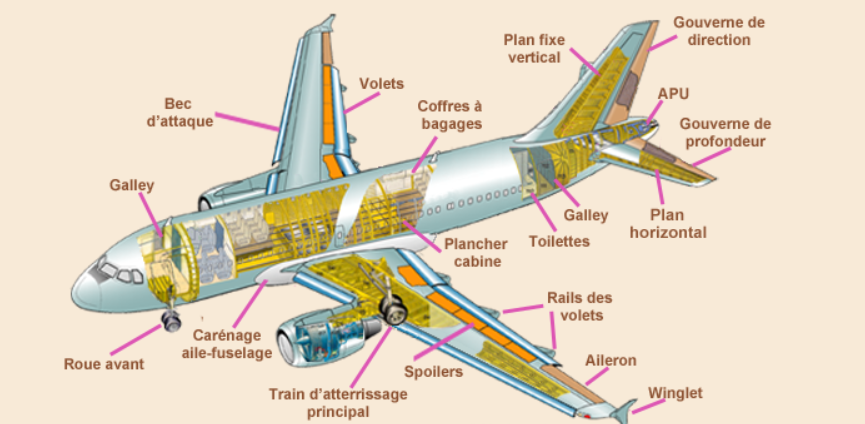 Gouverne de
direction
Plan fixe
vertical
Volets
APU
Bec
d'attaque
Coffres à
bagages
Gouverne de
profondeur
Galley
Galley
Plan
horizontal
Toilettes
Plancher
cabine
Rails des
volets
Carénage
aile-fuselage
Roue avant
Spoilers
Aileron
Train d'atterrissage
principal
Winglet